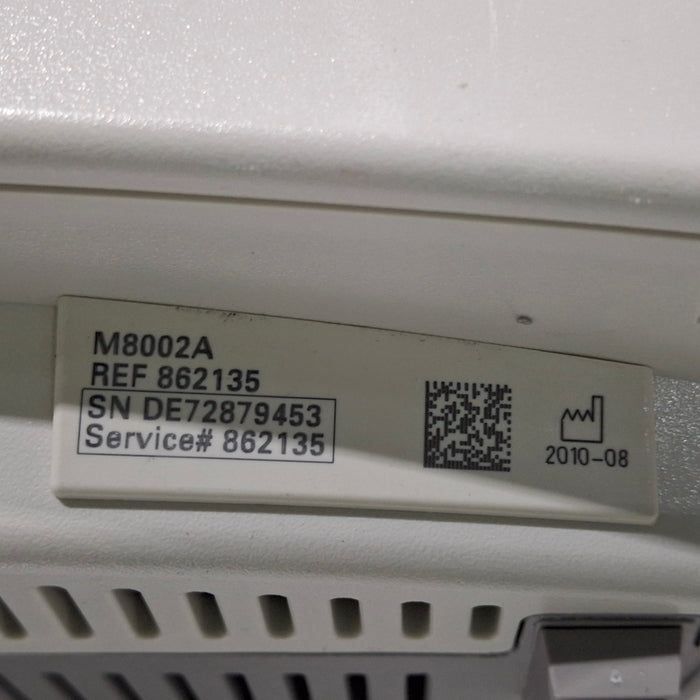 M8002A
REF 862135
SN DE72879453
Service# 862135
2010-08